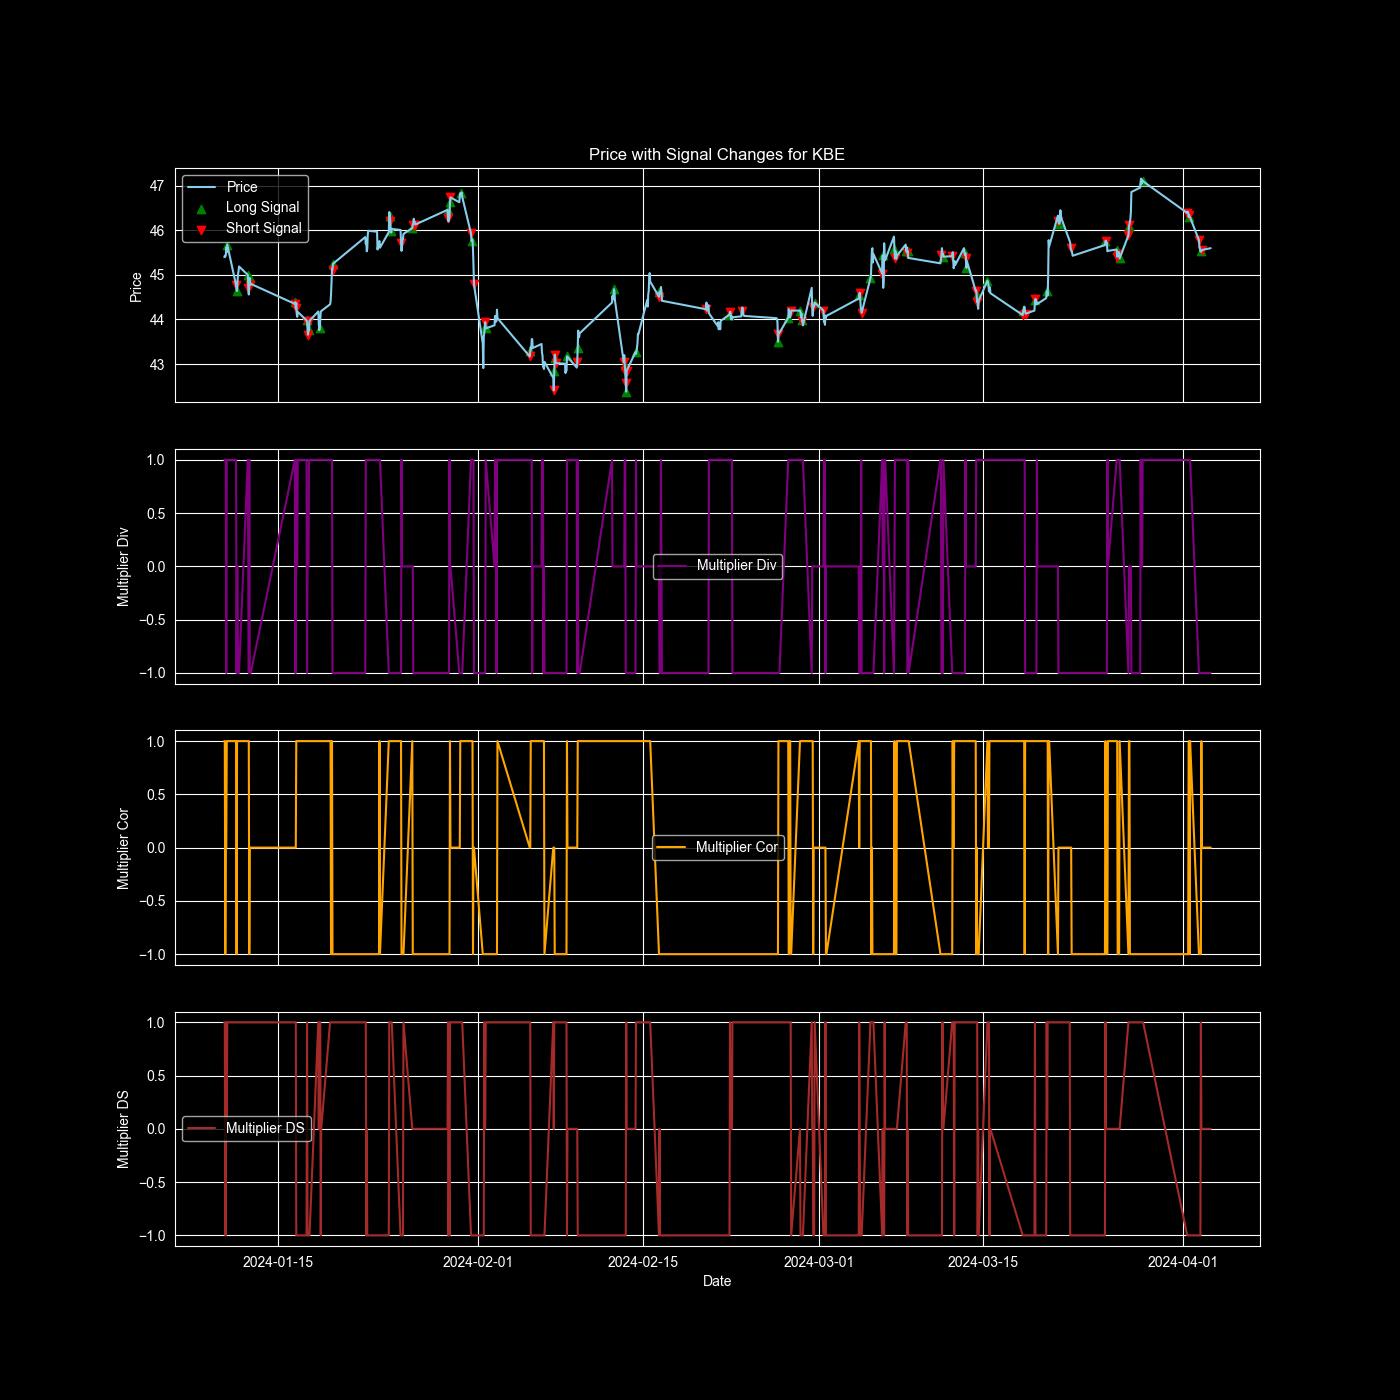 Price with Signal Changes for KBE
Price
Long Signal
Short Signal
47
46
45
44
43
Price
1.0
0.5
0.0
−0.5
−1.0
Multiplier Div
Multiplier Div
1.0
0.5
0.0
−0.5
−1.0
Multiplier Cor
Multiplier Cor
1.0
0.5
0.0
−0.5
−1.0
Multiplier DS
Multiplier DS
2024-01-15 2024-02-01 2024-02-15 2024-03-01 2024-03-15 2024-04-01
Date